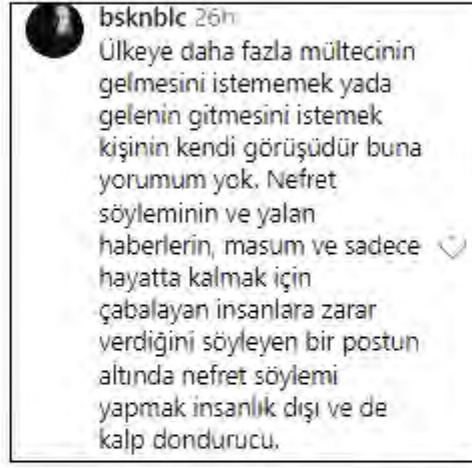 bsknblc 26h
Ülkeye daha fazla mültecinin
gelmesini istememek yada
gelenin gitmesini istemek
kişinin kendi görüşüdür buna
yorumum yok. Nefret
söyleminin ve yalan
haberlerin, masum ve sadece
hayatta kalmak için
çabalayan insanlara zarar
verdiğini söyleyen bir postun
altında nefret söylemi
yapmak insanlık dışı ve de
kalp dondurucu.